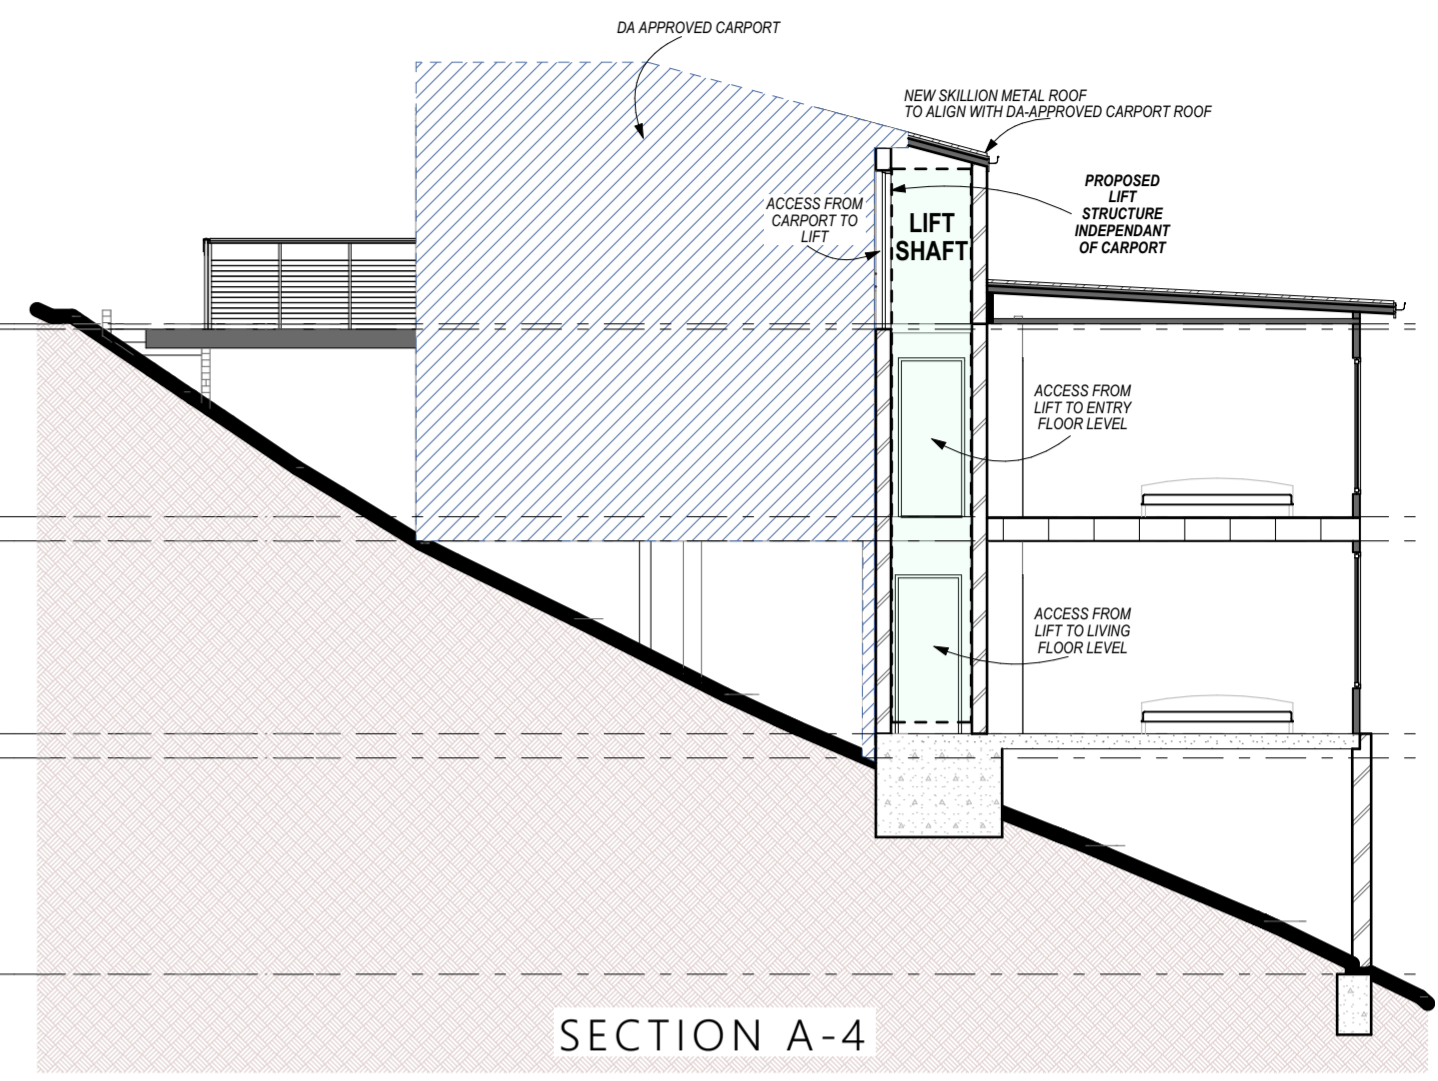 DA APPROVED CARPORT
NEW SKILLION METAL ROOF
TO ALIGN WITH DA-APPROVED CARPORT ROOF
PROPOSED
LIFT
STRUCTURE
INDEPENDANT
OF CARPORT
ACCESS FROM
CARPORT TO
LIFT
LIFT
SHAFT
ACCESS FROM
LIFT TO ENTRY
FLOOR LEVEL
ACCESS FROM
LIFT TO LIVING
FLOOR LEVEL
SECTION A-4